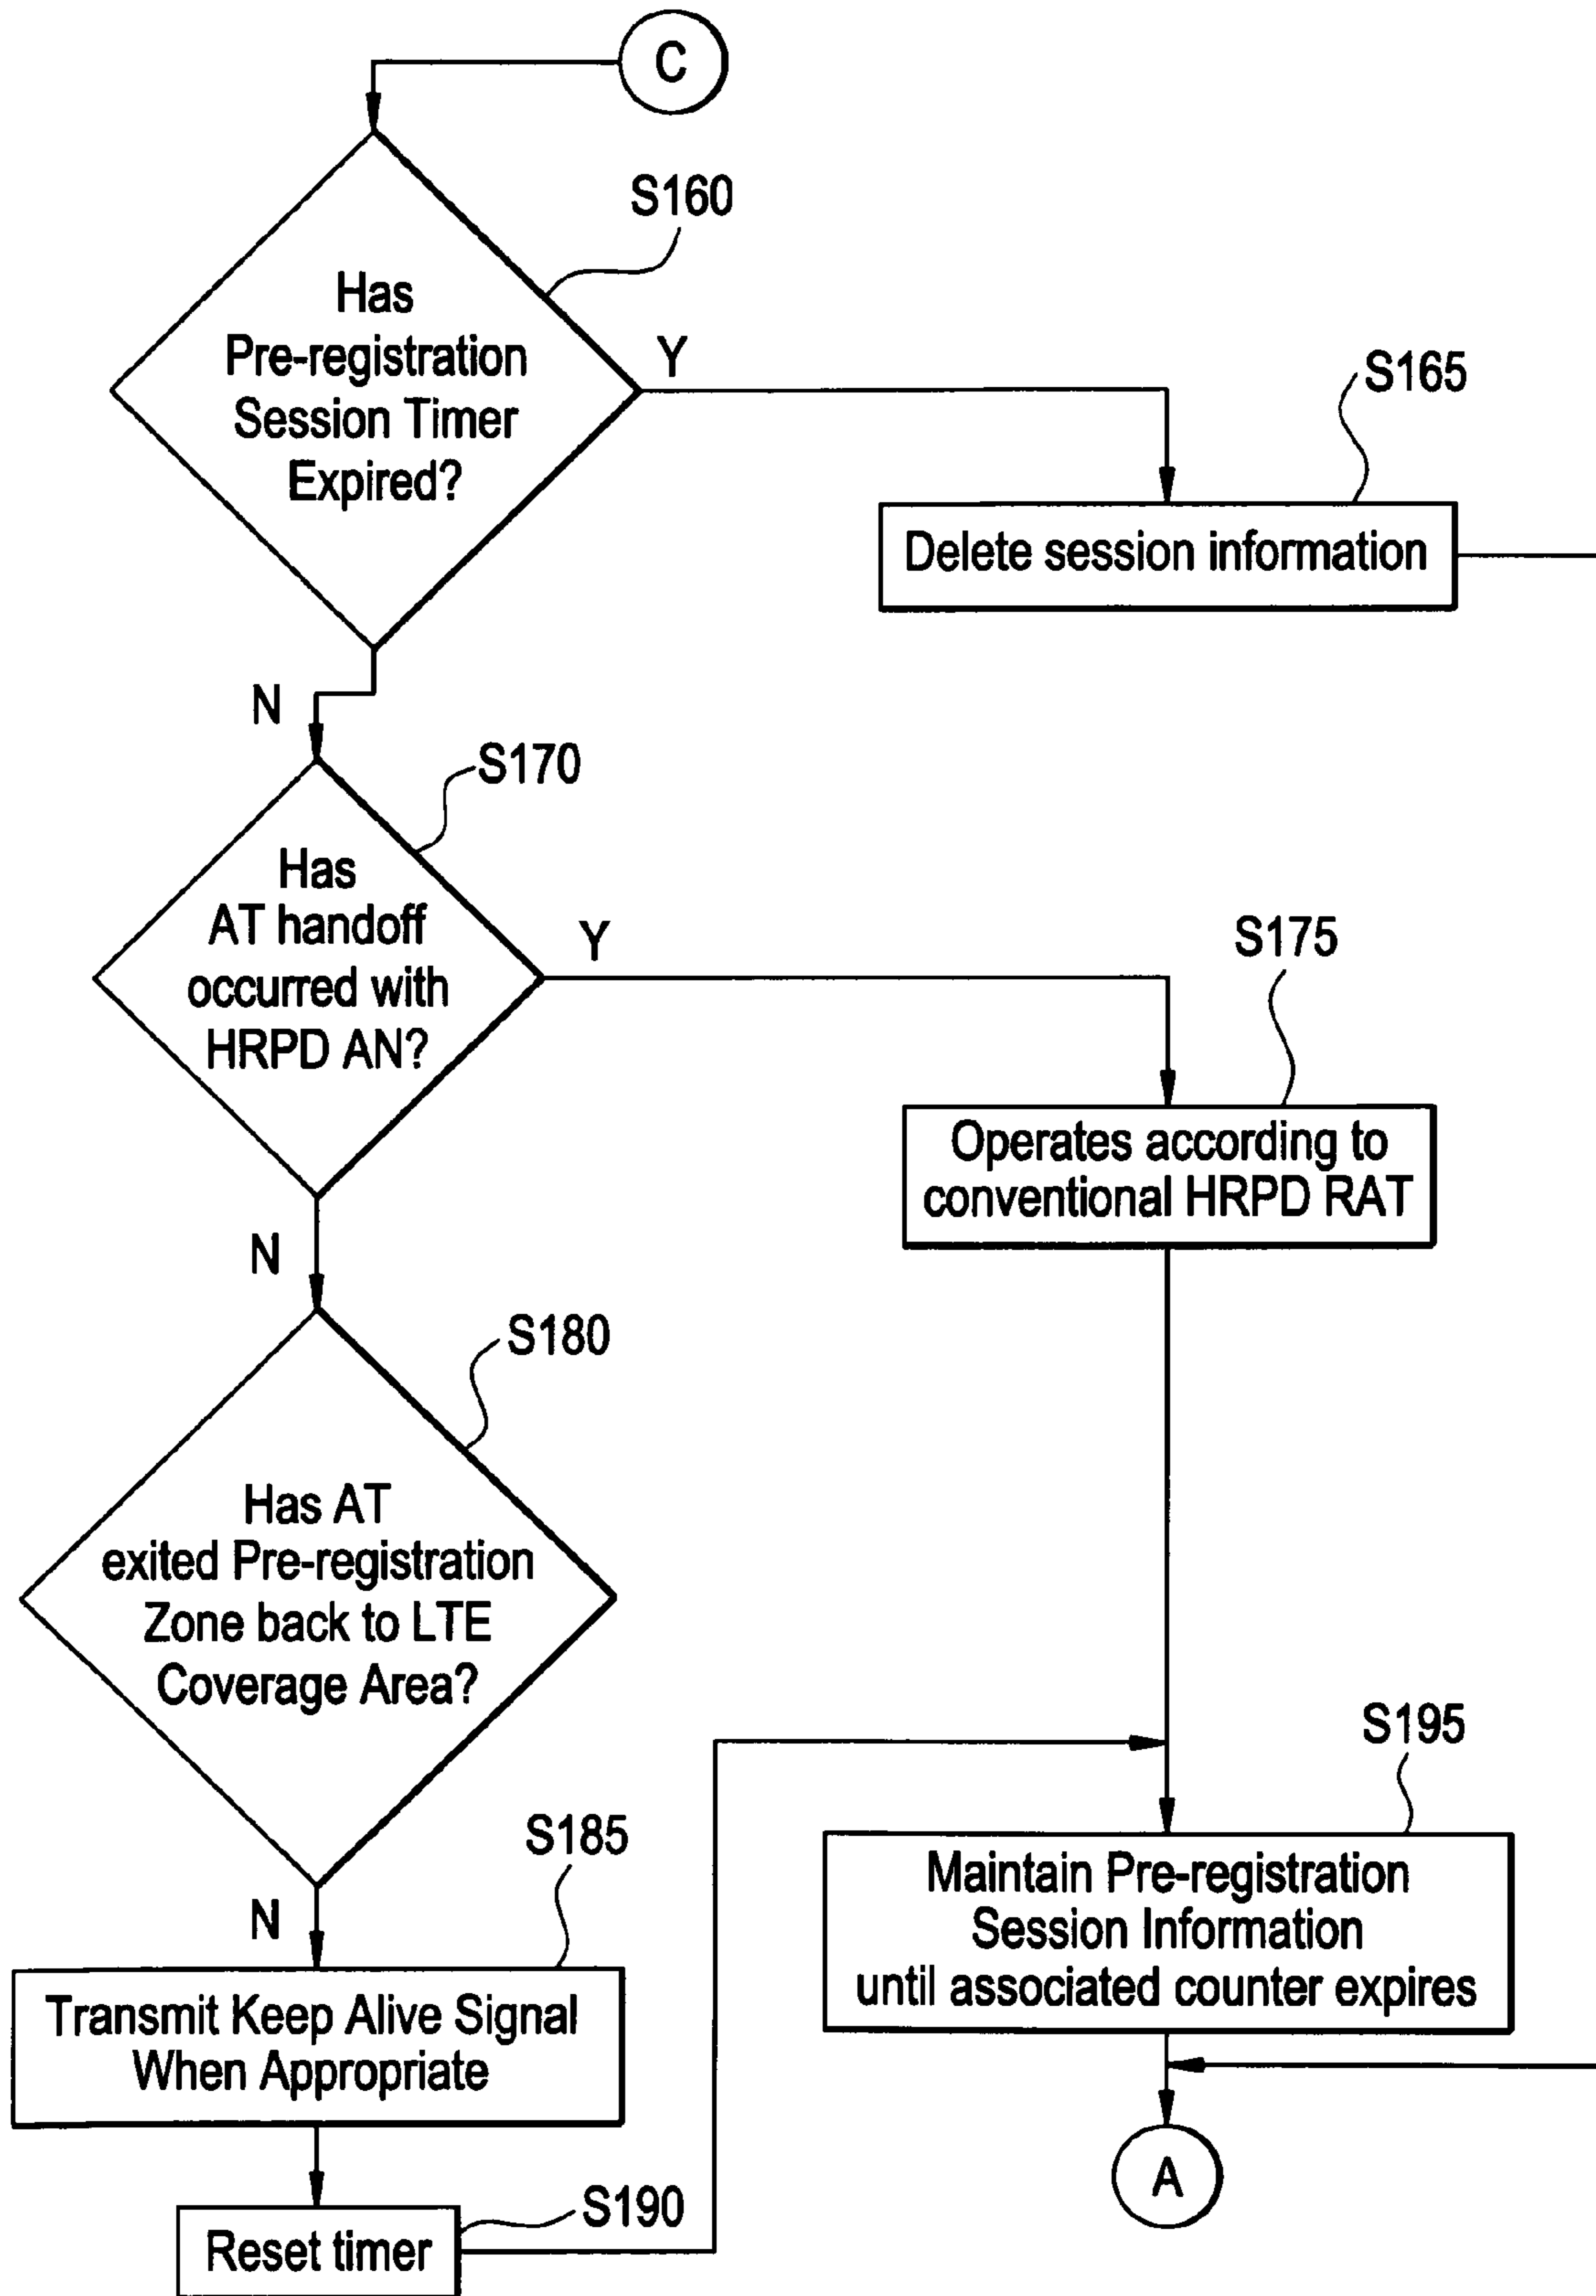 C
S160
Has
Pre-registration
Session Timer
Expired?
Y
S165
Delete session information
N
S170
Has
AT handoff
occurred with
HRPD AN?
Y
S175
Operates according to
conventional HRPD RAT
N
S180
Has AT
exited Pre-registration
Zone back to LTE
Coverage Area?
S195
Maintain Pre-registration
Session Information
until associated counter expires
S185
N
Transmit Keep Alive Signal
When Appropriate
A
S190
Reset timer